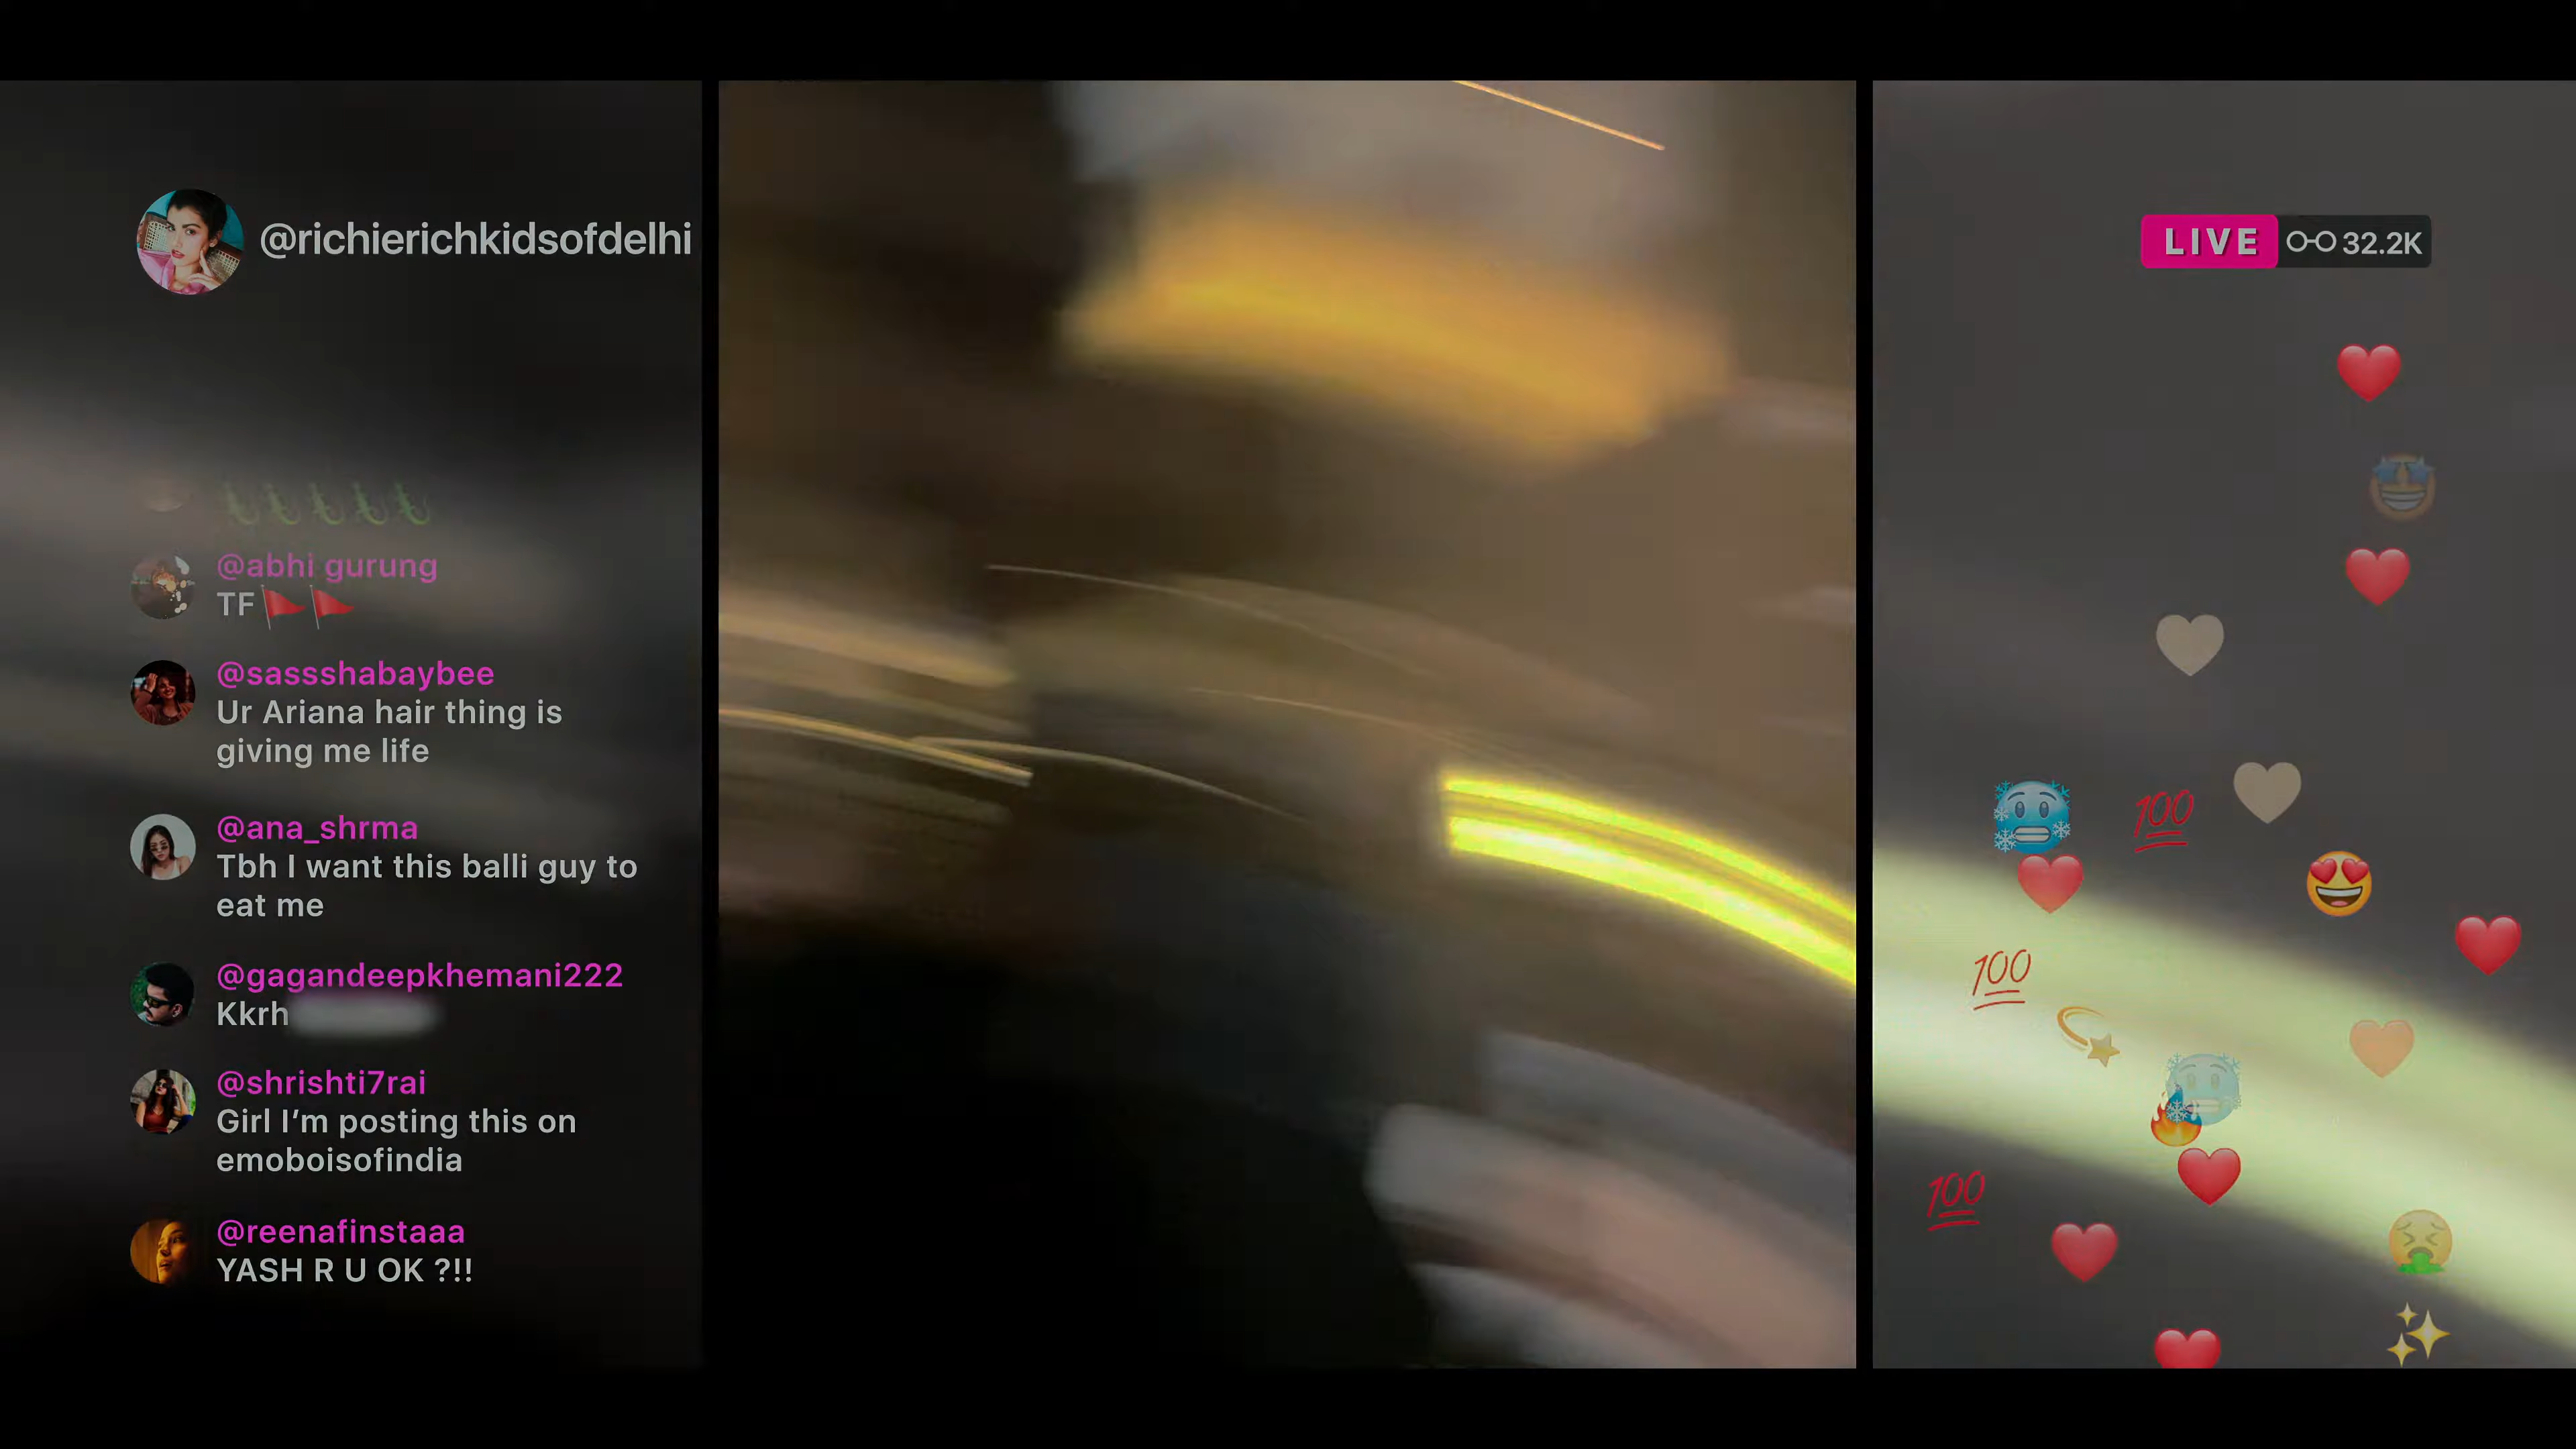 @richierichkidsofdelhi
LIVE 32.2K
@abhi gurung
TF🚩🚩
@sassshabaybee
Ur Ariana hair thing is
giving me life
@ana_shrma
Tbh I want this balli guy to
eat me
@gagandeepkhemani222
Kkrh
@shrishti7rai
Girl I'm posting this on
emoboisofindia
@reenafinstaaa
YASH R U OK ?!!
💯
💯
💯